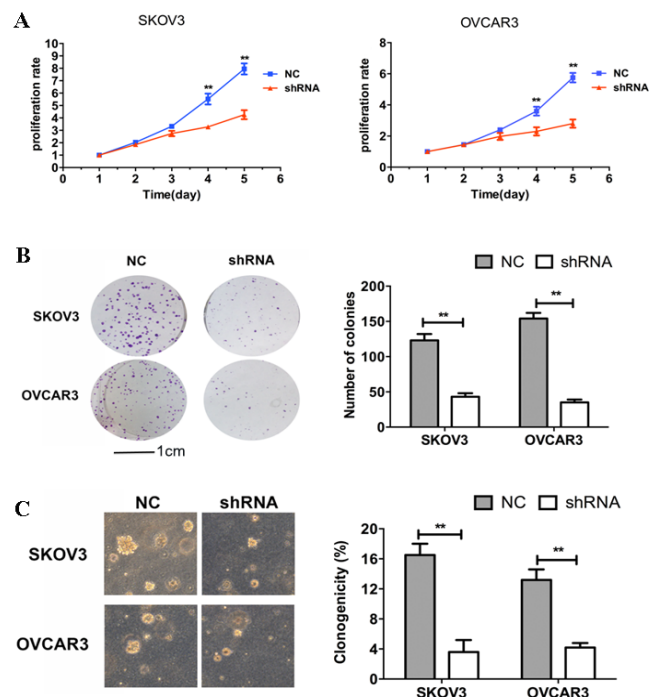 A
SKOV3
OVCAR3
proliferation rate
10
9
8
7
6
5
4
3
2
1
0
**
**
NC
shRNA
0 1 2 3 4 5 6
Time(day)
proliferation rate
8
6
4
2
0
**
**
NC
shRNA
0 1 2 3 4 5 6
Time(day)
B
NC shRNA
SKOV3
OVCAR3
1cm
NC shRNA
Number of colonies
200
150
100
50
0
**
**
SKOV3 OVCAR3
C
NC shRNA
SKOV3
OVCAR3
NC shRNA
Clonogenicity (%)
20
16
12
8
4
0
**
**
SKOV3 OVCAR3